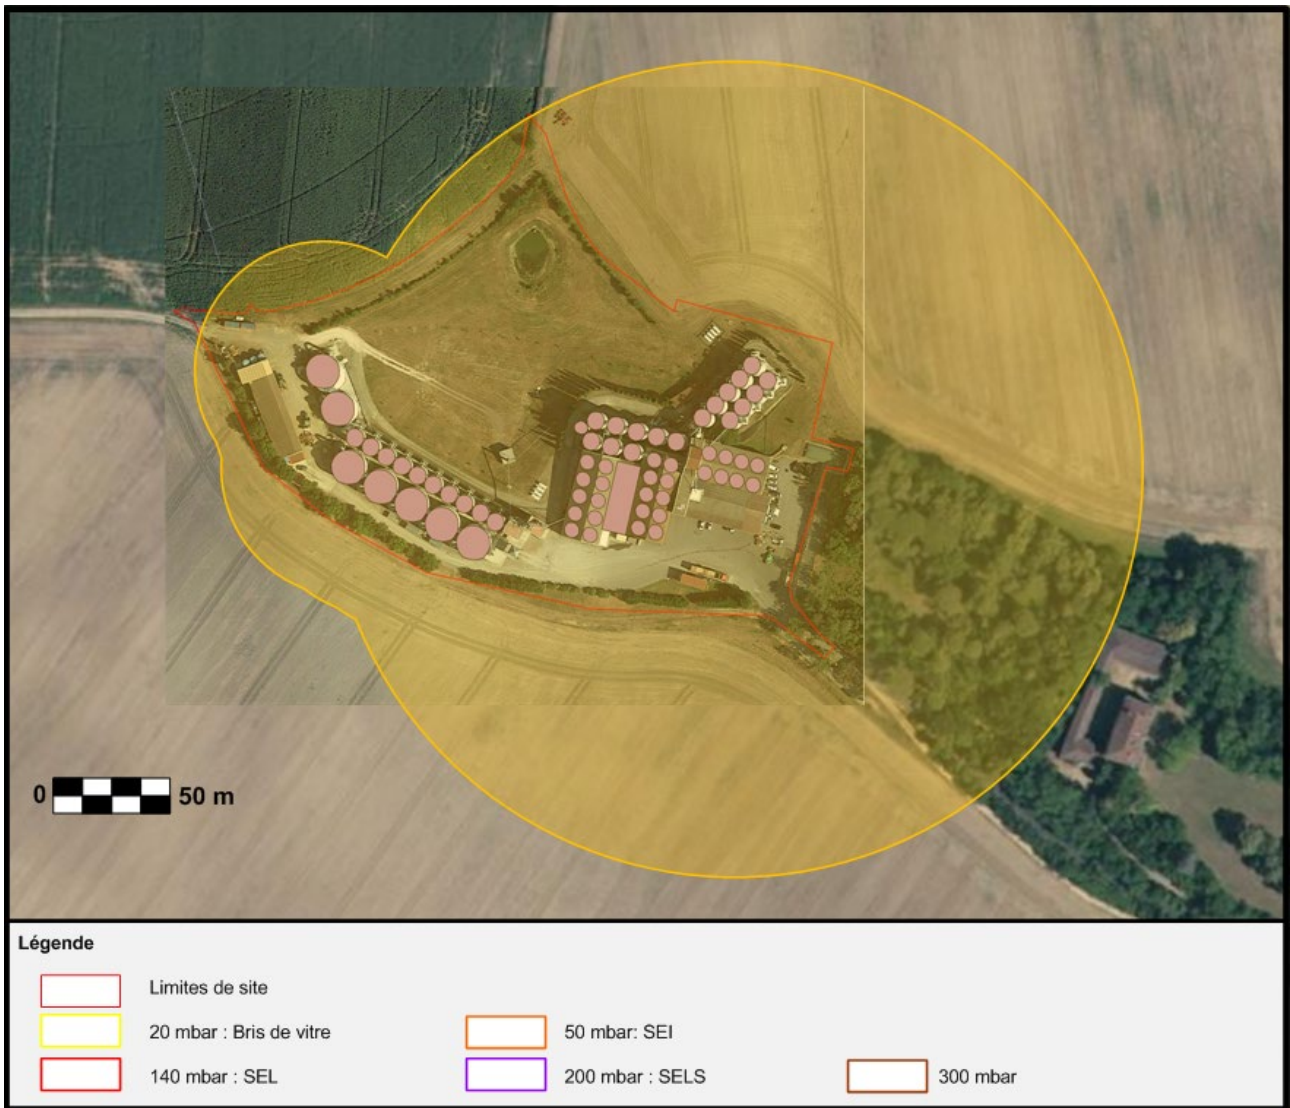 0
50 m
Légende
Limites de site
20 mbar : Bris de vitre
50 mbar: SEI
140 mbar : SEL
200 mbar : SELS
300 mbar